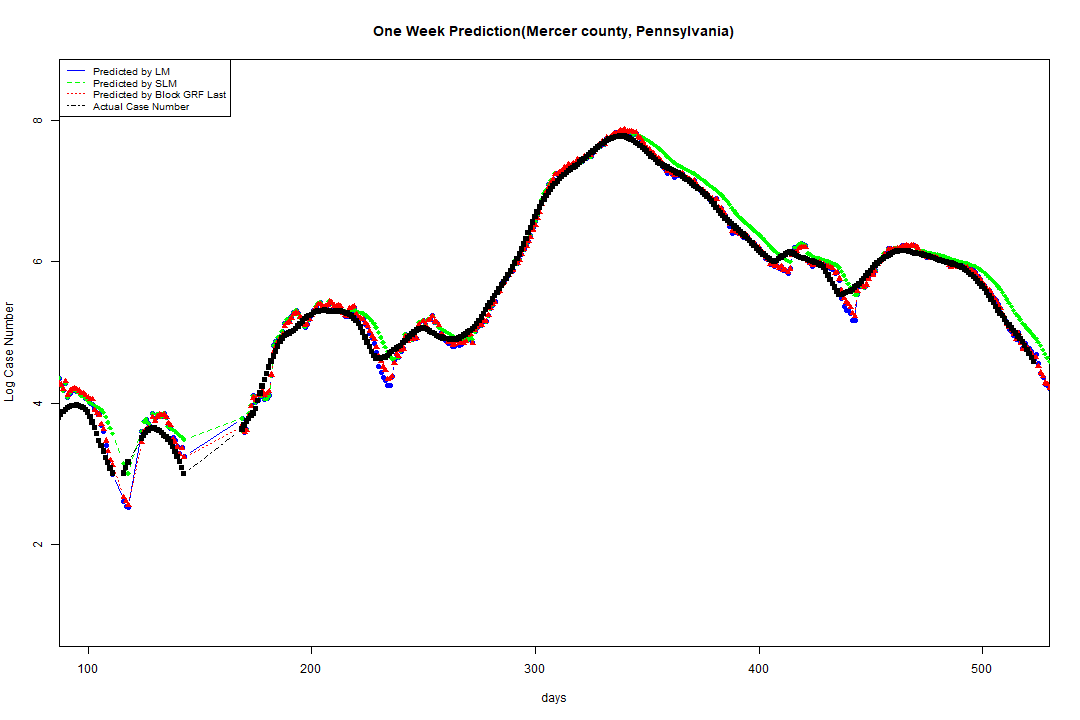 One Week Prediction(Mercer county, Pennsylvania)
Predicted by LM
Predicted by SLM
Predicted by Block GRF Last
Actual Case Number
Log Case Number
8
6
4
2
100 200 300 400 500
days